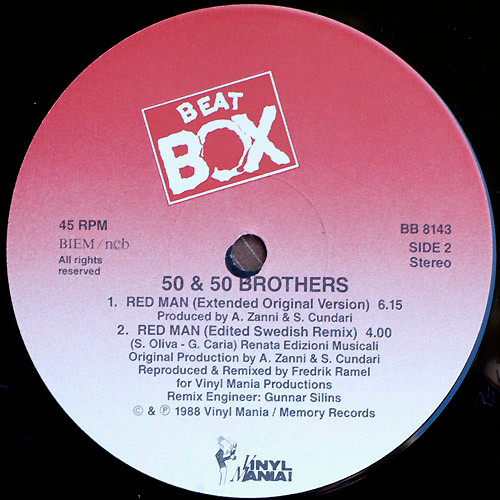 BEAT
BOX
45 RPM
BIEM / ncb
All rights
reserved
BB 8143
SIDE 2
Stereo
50 & 50 BROTHERS
1. RED MAN (Extended Original Version) 6.15
Produced by A. Zanni & S. Cundari
2. RED MAN (Edited Swedish Remix) 4.00
(S. Oliva - G. Caria) Renata Edizioni Musicali
Original Production by A. Zanni & S. Cundari
Reproduced & Remixed by Fredrik Ramel
for Vinyl Mania Productions
Remix Engineer: Gunnar Silins
© & ℗ 1988 Vinyl Mania / Memory Records
VINYL
MANIA!